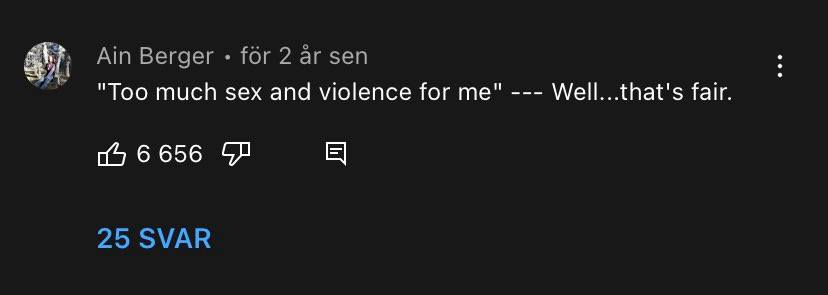 Ain Berger • för 2 år sen
"Too much sex and violence for me" --- Well...that's fair.
6 656
25 SVAR